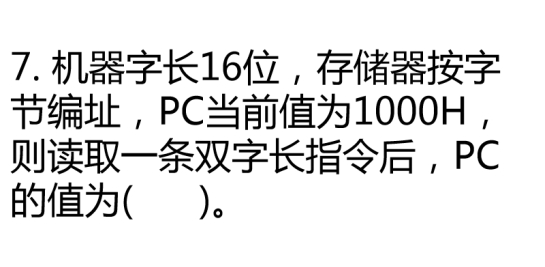 7. 机器字长16位，存储器按字
节编址，PC当前值为1000H，
则读取一条双字长指令后，PC
的值为(      )。